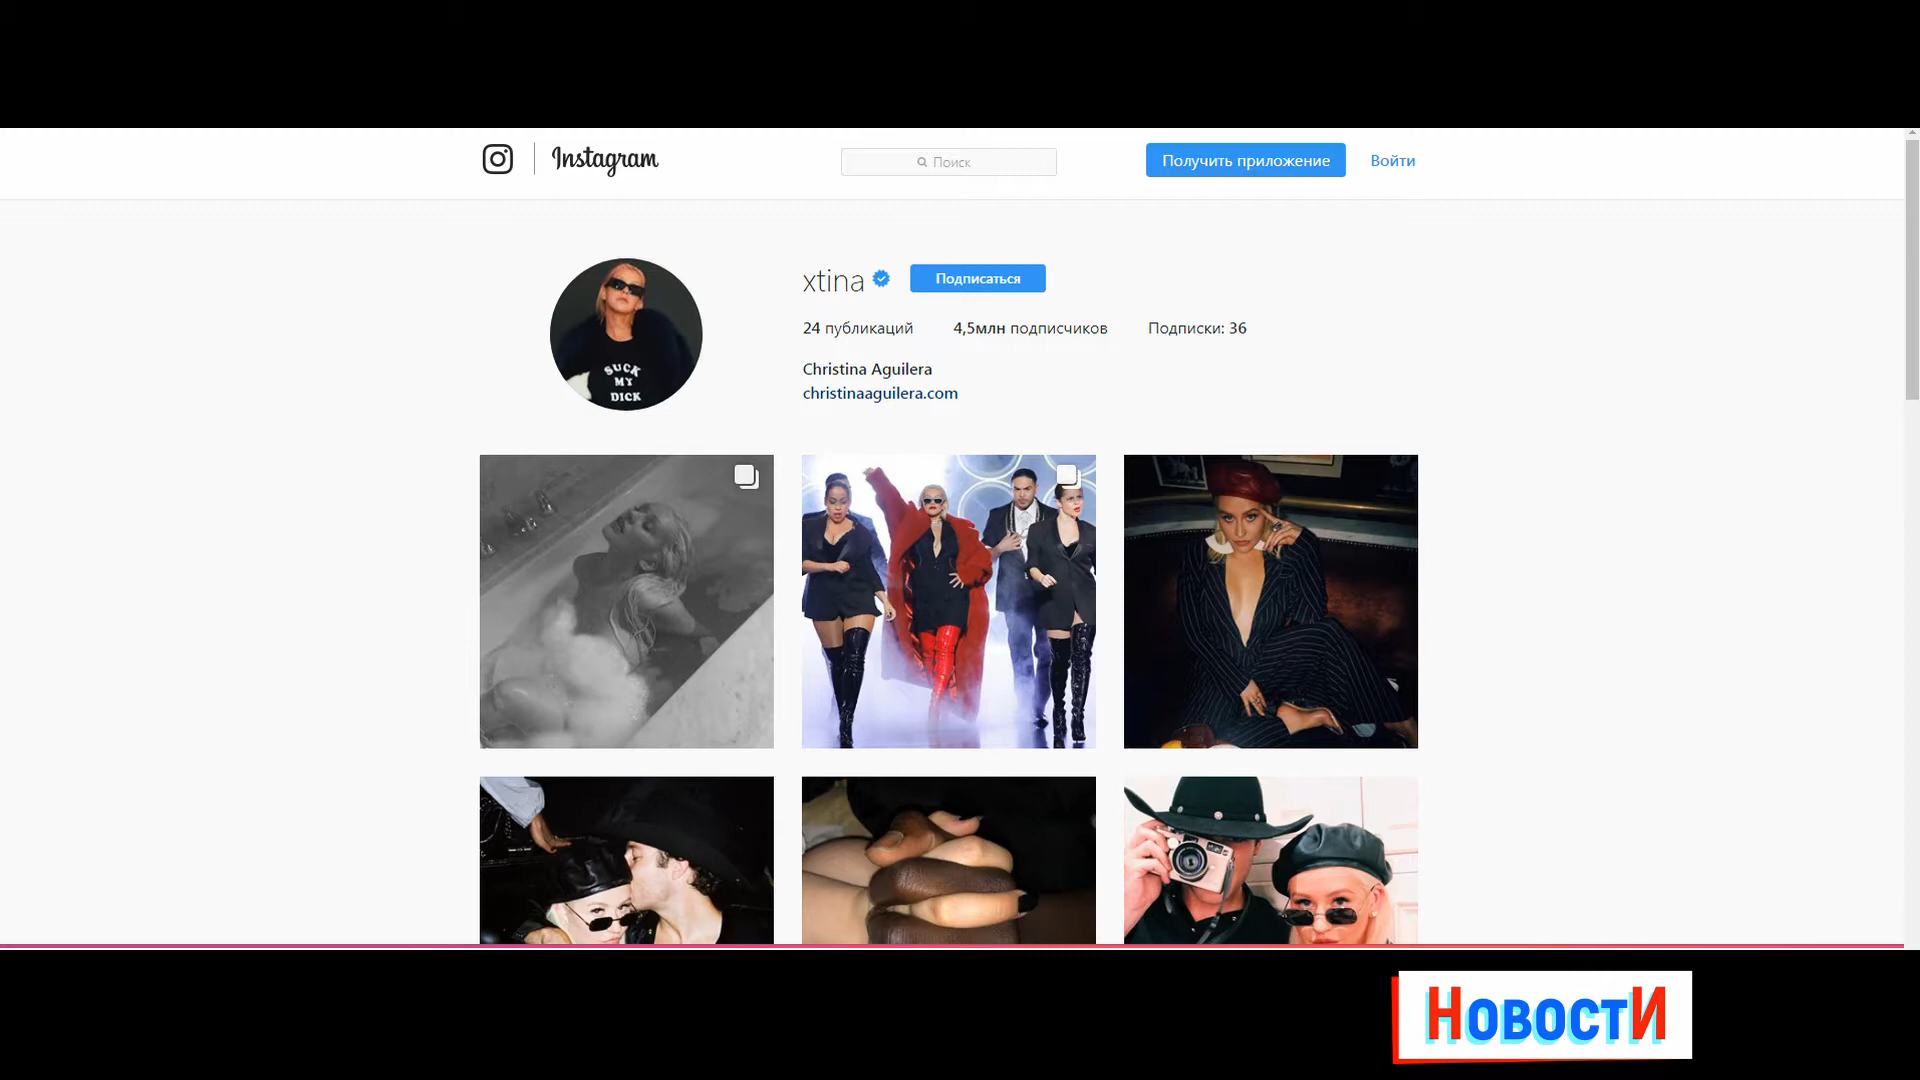 Instagram
Поиск
Получить приложение
Войти
xtina
Подписаться
24 публикаций
4,5млн подписчиков
Подписки: 36
Christina Aguilera
christinaaguilera.com
SUCK
MY
DICK
НовостИ